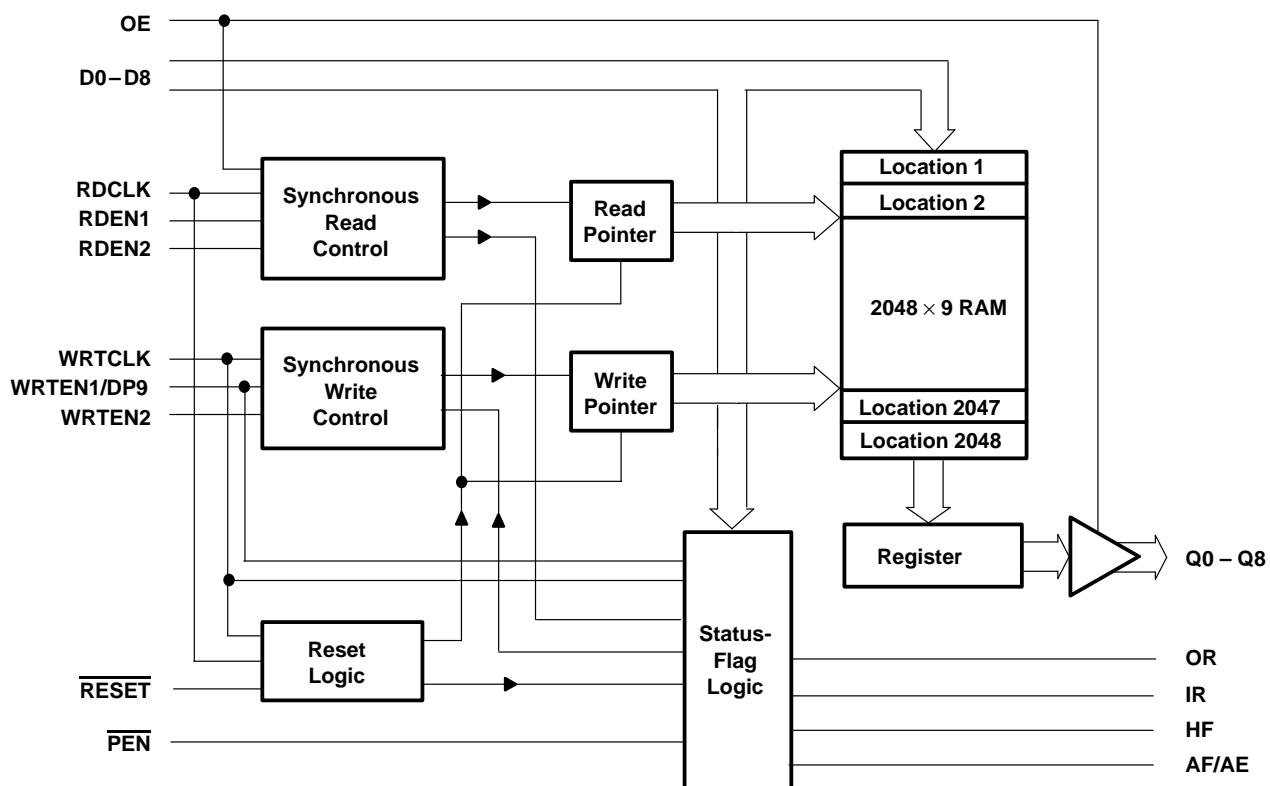 OE
D0–D8
RDCLK
RDEN1
RDEN2
Synchronous
Read
Control
Read
Pointer
Location 1
Location 2
2048 × 9 RAM
Location 2047
Location 2048
WRTCLK
WRTEN1/DP9
WRTEN2
Synchronous
Write
Control
Write
Pointer
Register
Q0 – Q8
Reset
Logic
RESET
PEN
Status-
Flag
Logic
OR
IR
HF
AF/AE